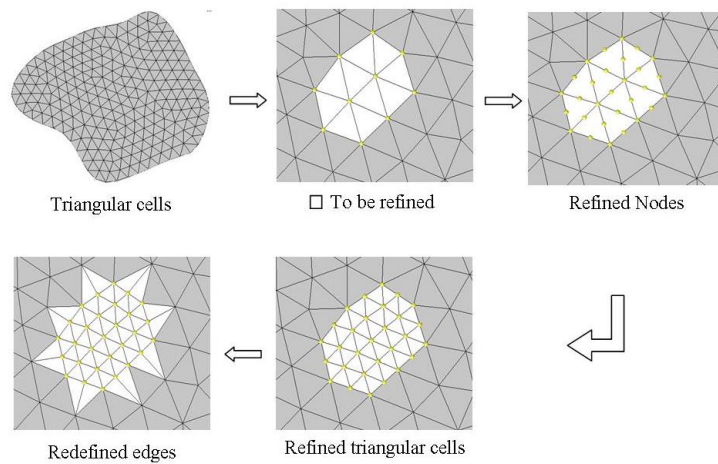 Triangular cells
To be refined
Refined Nodes
Redefined edges
Refined triangular cells